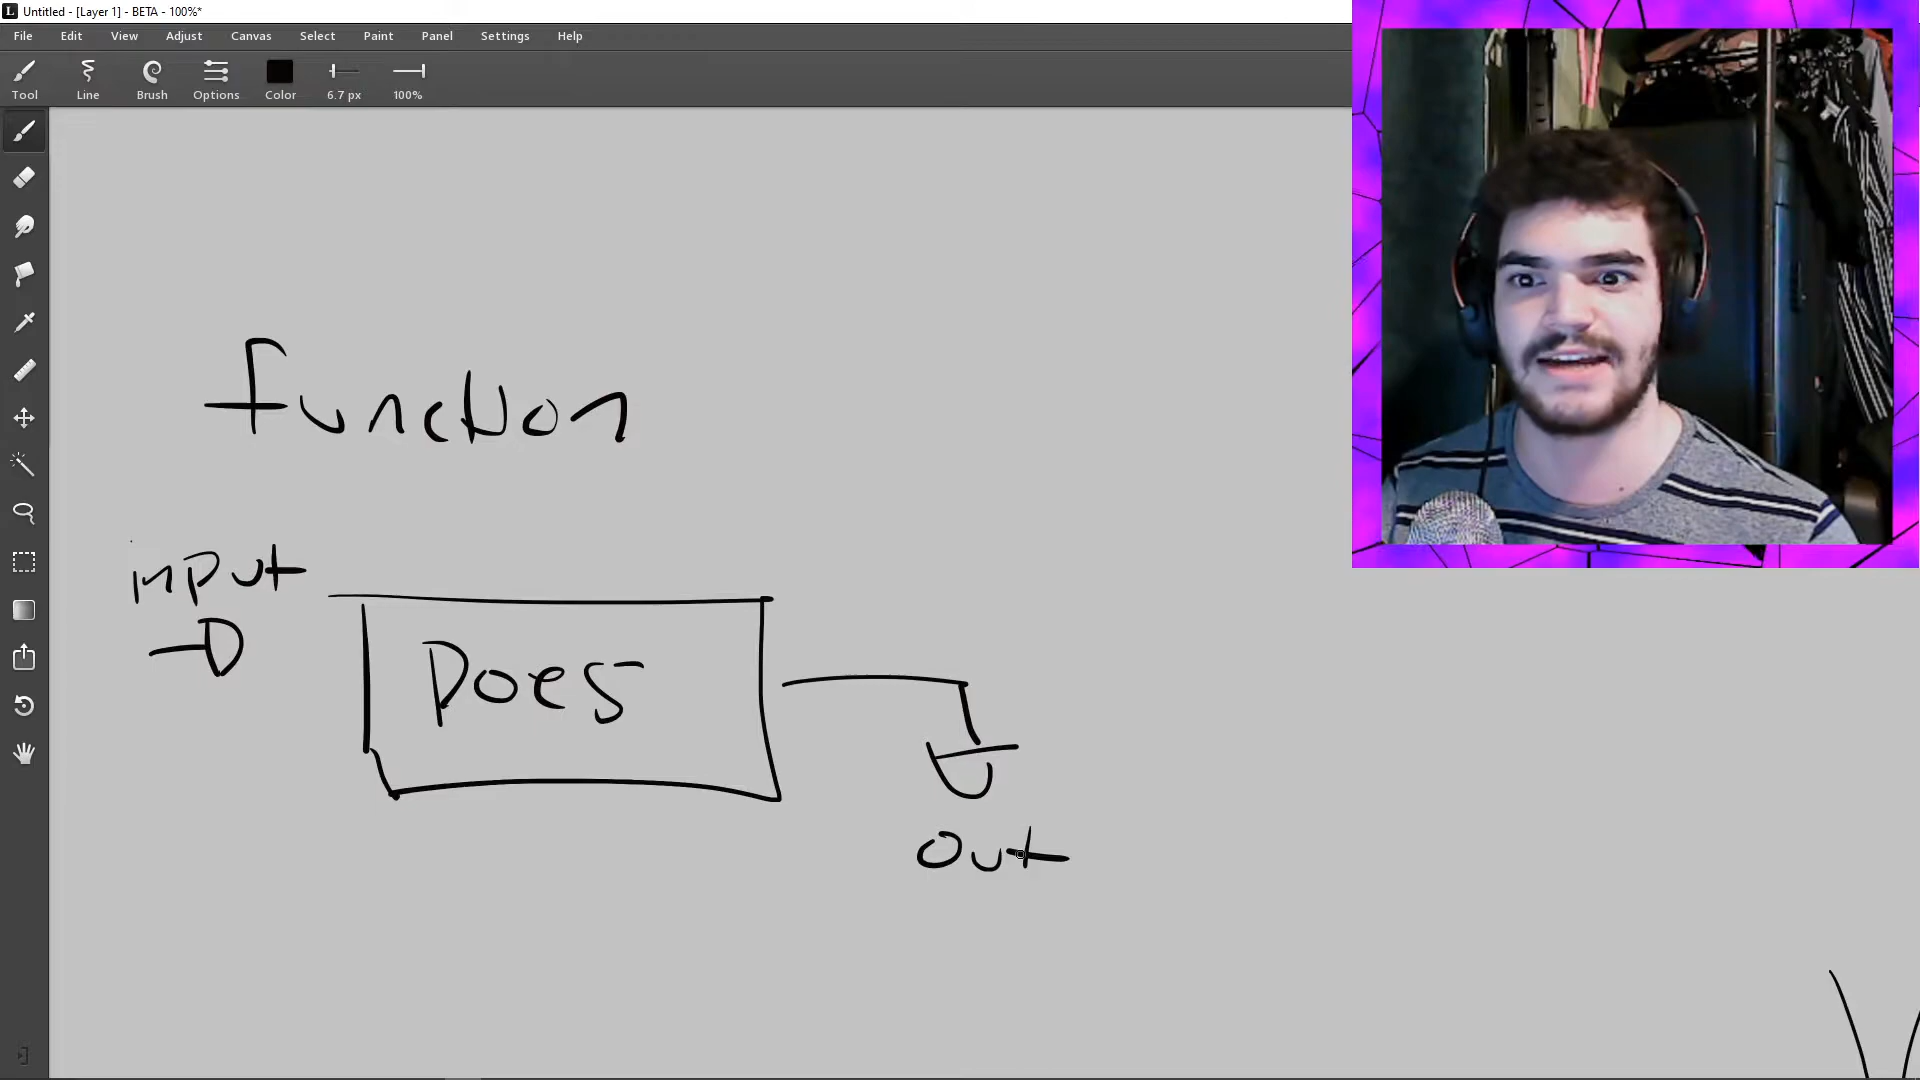 L Untitled - [Layer 1] - BETA - 100%*
File Edit View Adjust Canvas Select Paint Panel Settings Help
Tool Line Brush Options Color 6.7 px 100%
function
input
Does
out